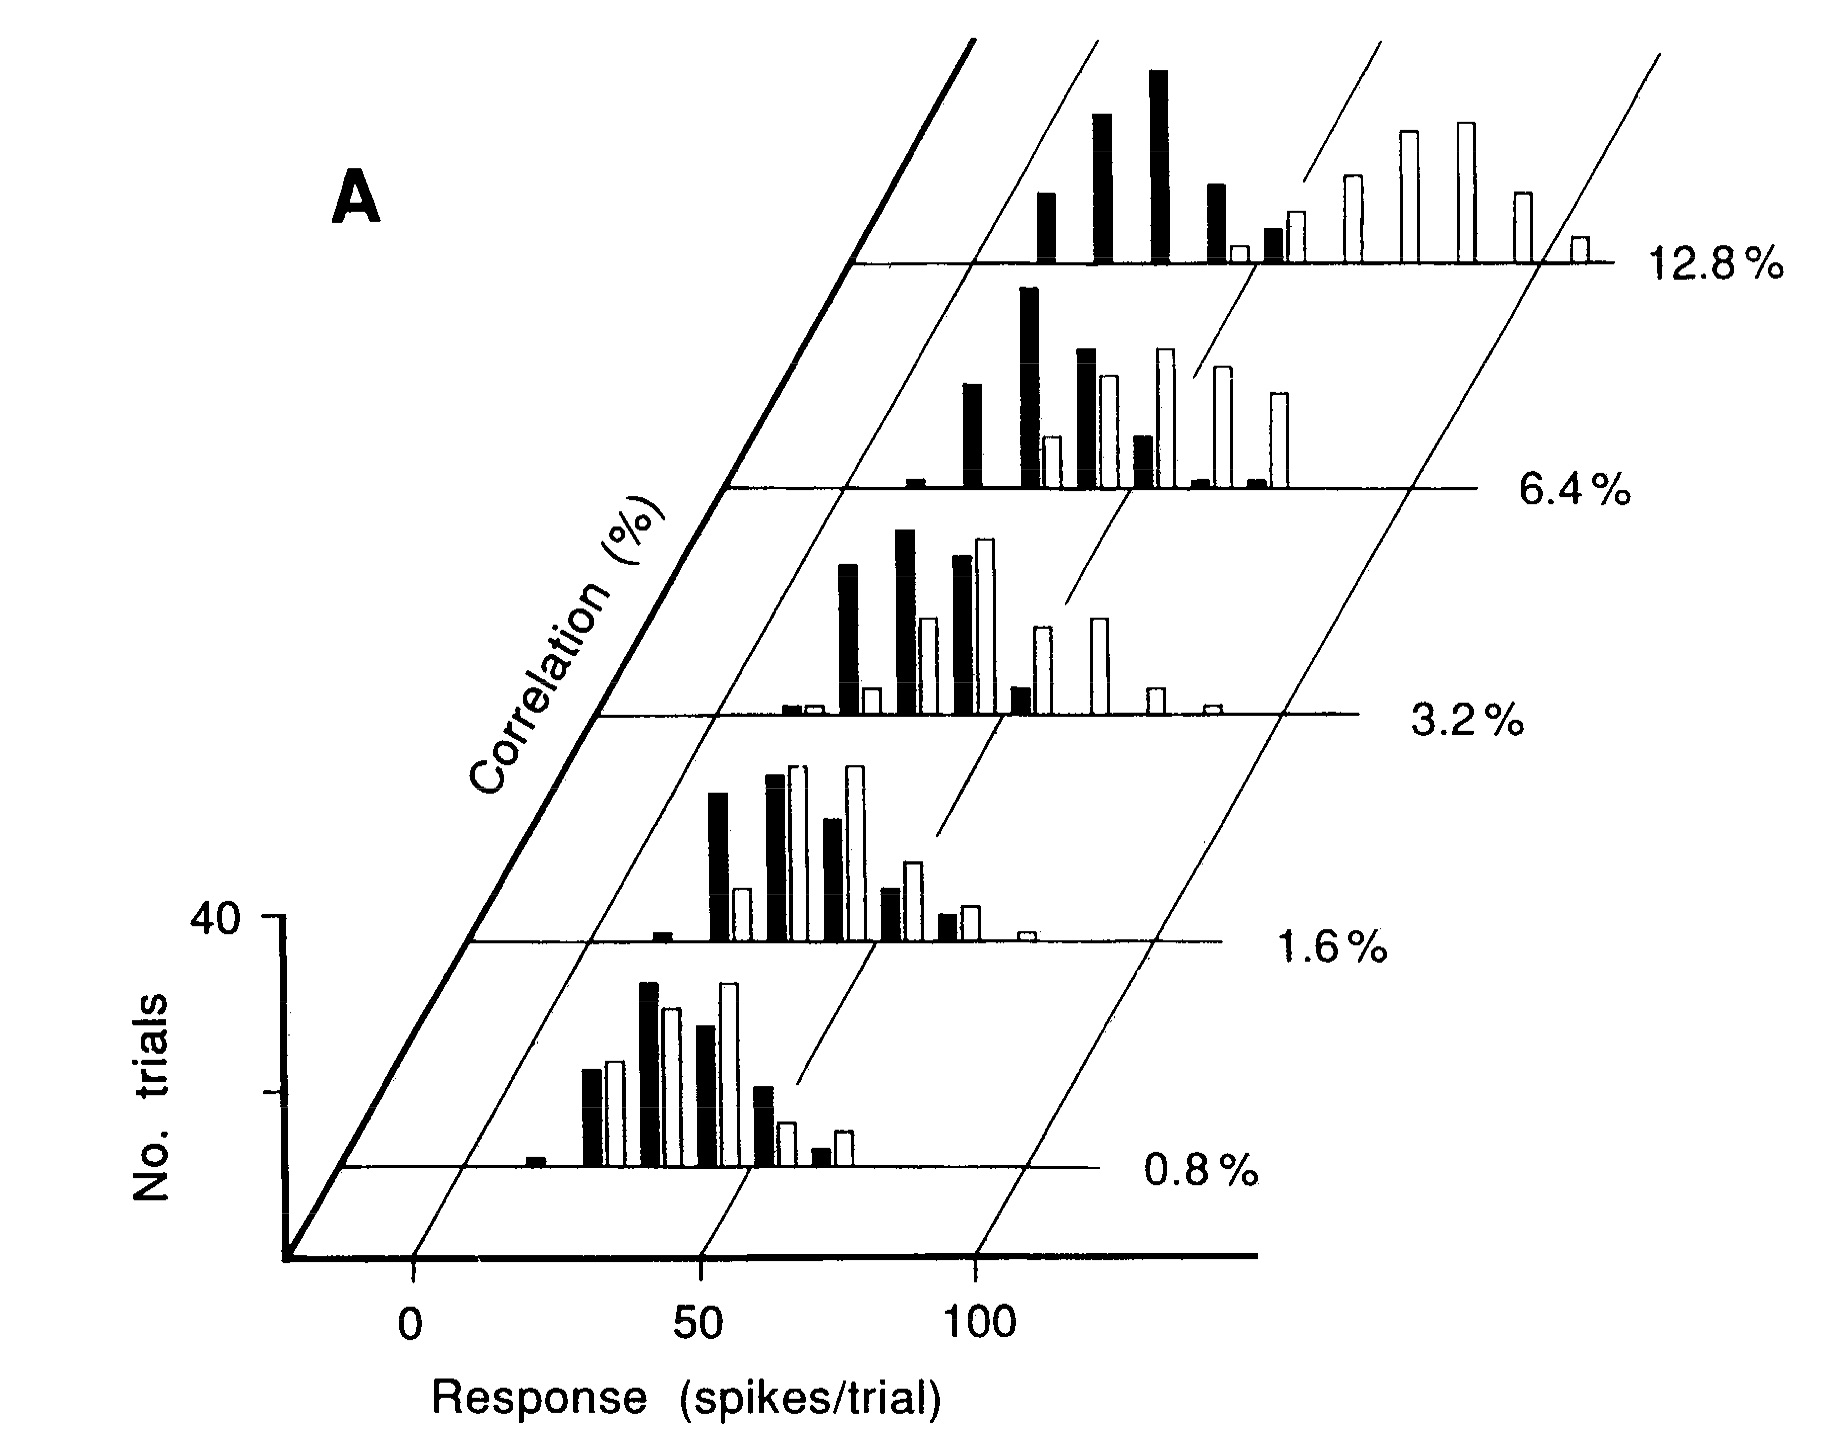 A
12.8%
6.4%
Correlation (%)
3.2%
40
1.6%
No. trials
0.8%
0 50 100
Response (spikes/trial)